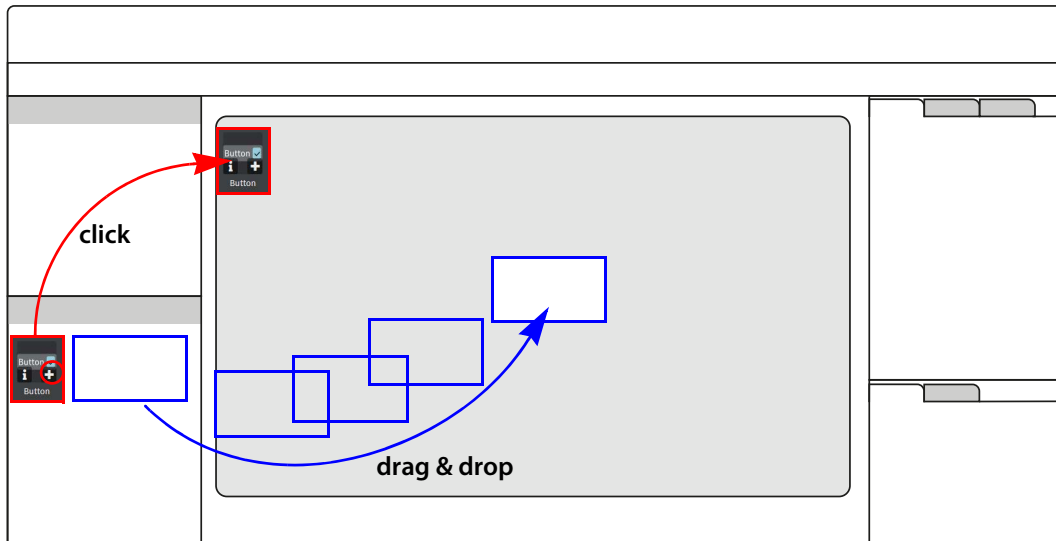 Button
i +
Button
click
Button
i +
Button
drag & drop